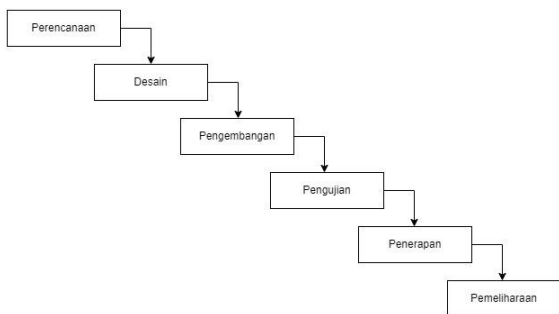 Perencanaan
Desain
Pengembangan
Pengujian
Penerapan
Pemeliharaan